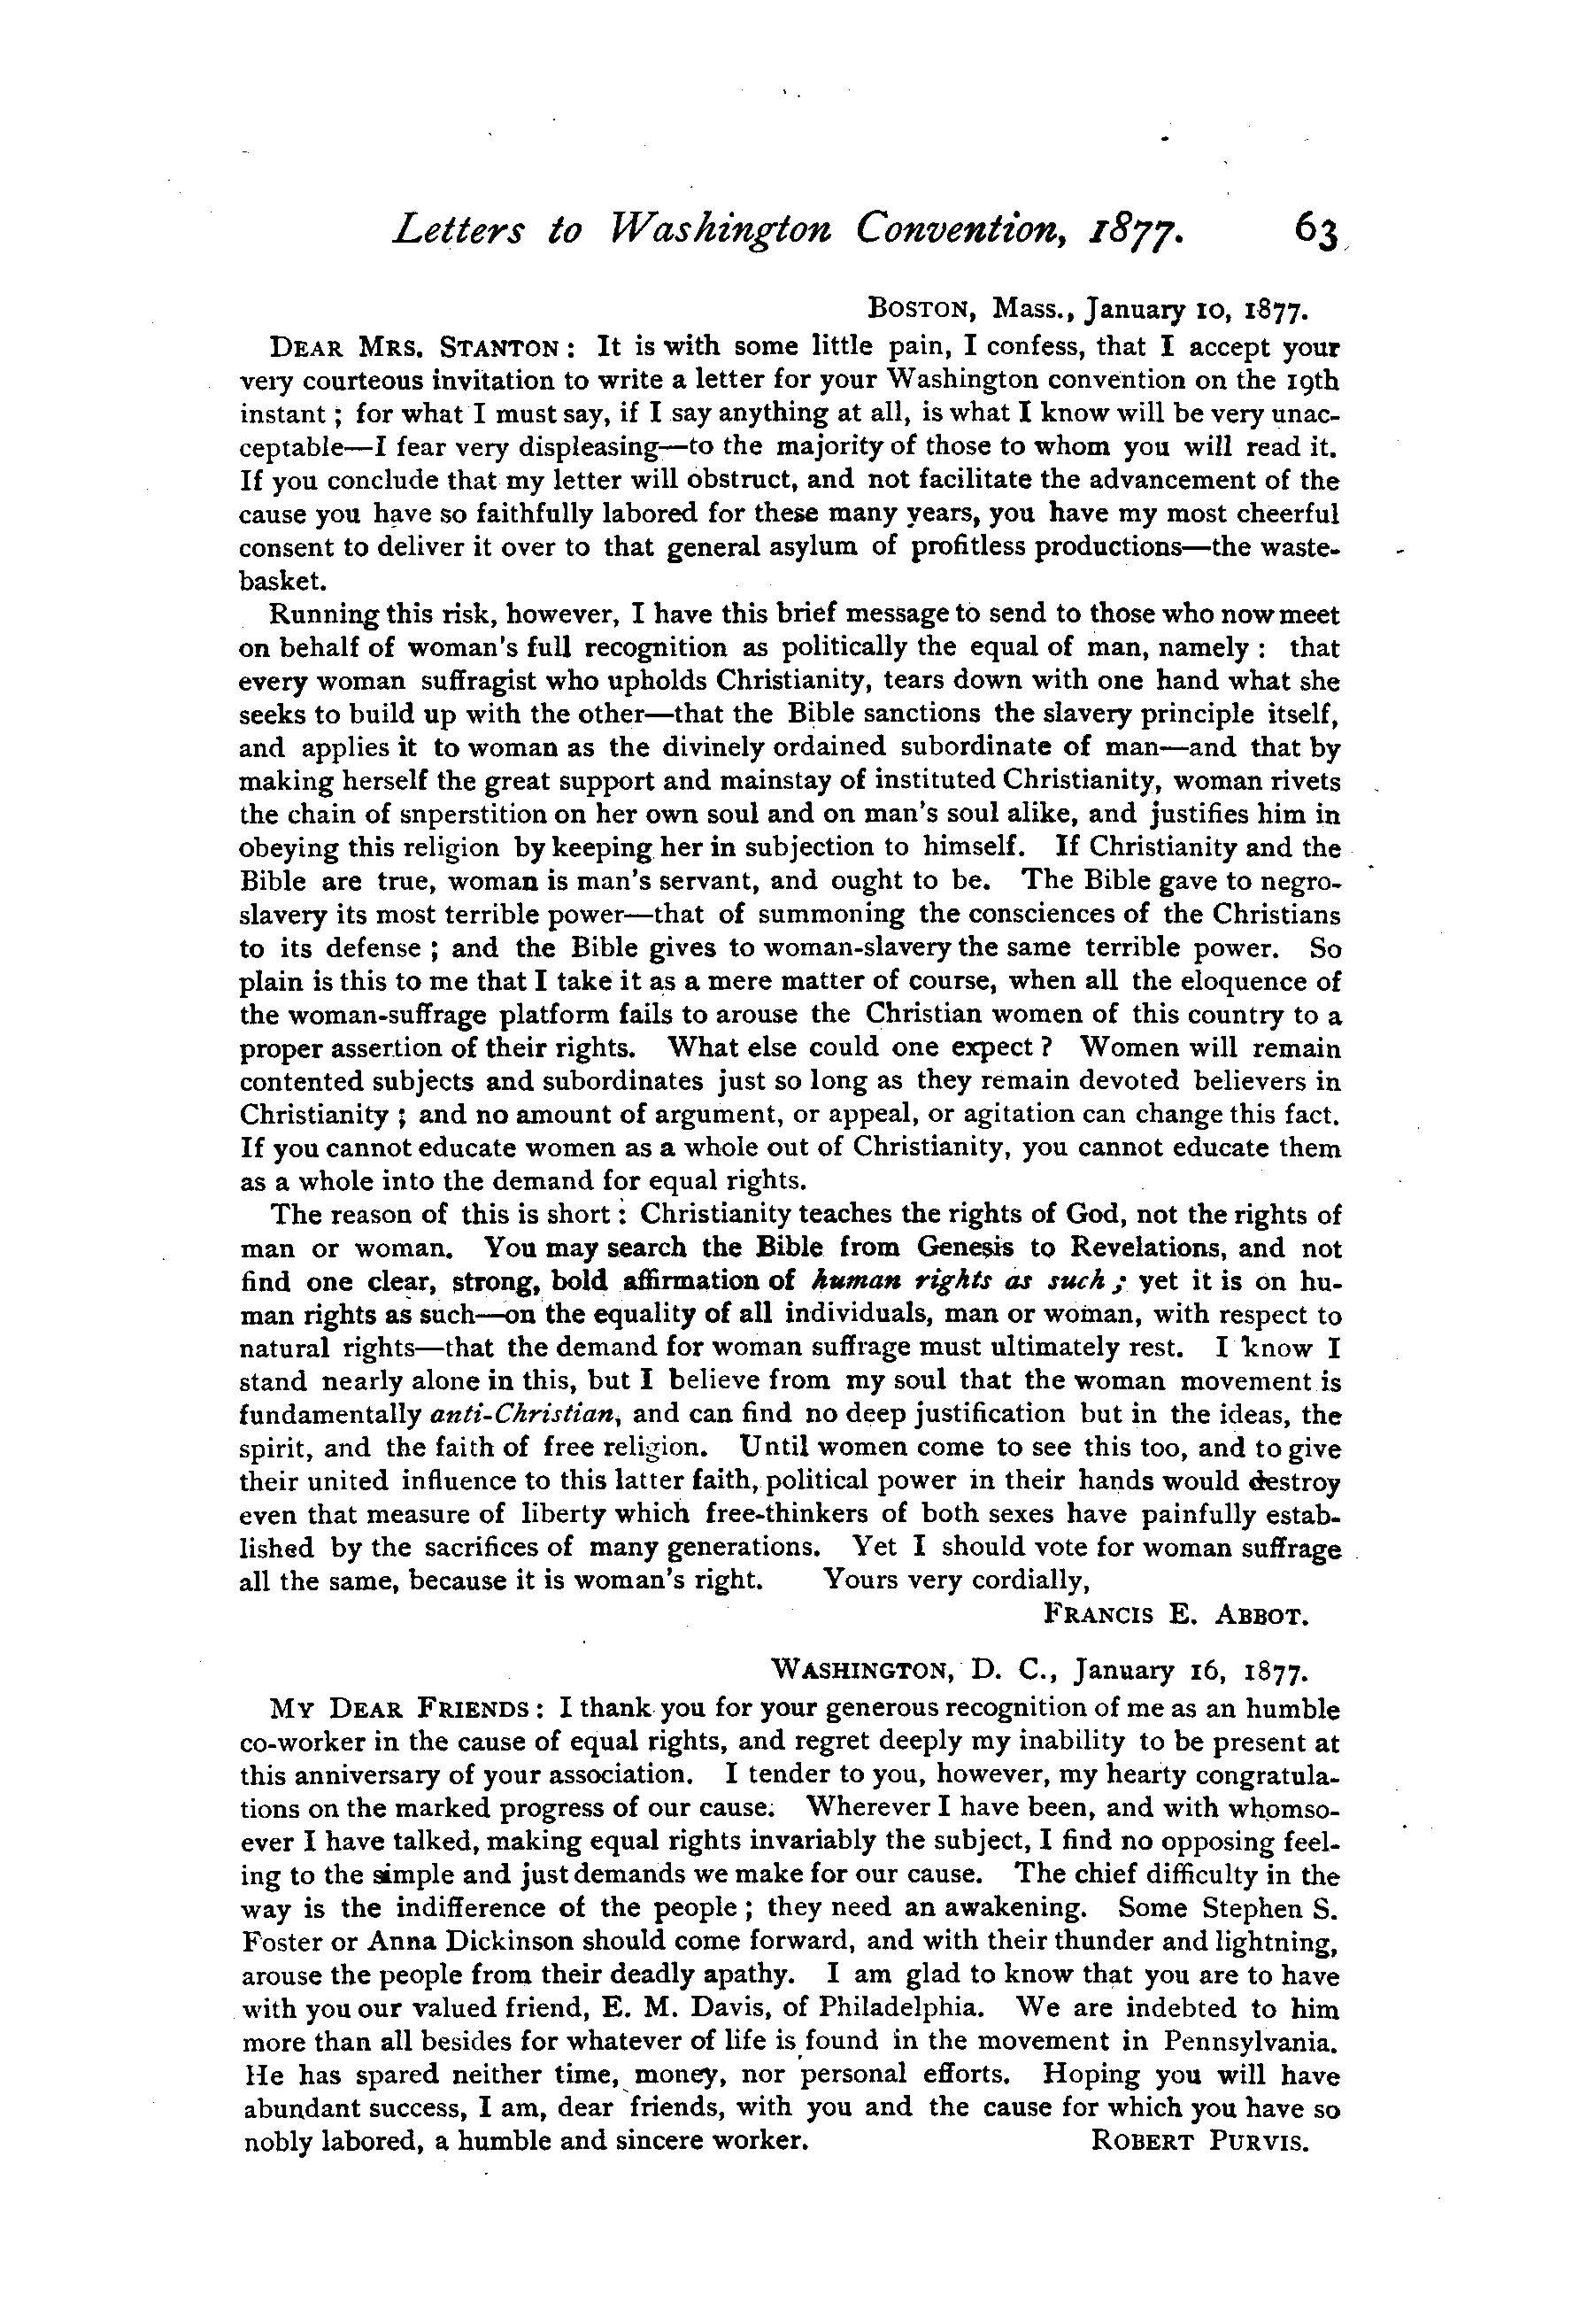 Letters to Washington Convention, 1877. 63
BOSTON, Mass., January 10, 1877.
DEAR MRS. STANTON: It is with some little pain, I confess, that I accept your
very courteous invitation to write a letter for your Washington convention on the 19th
instant; for what I must say, if I say anything at all, is what I know will be very unac-
ceptable—I fear very displeasing—to the majority of those to whom you will read it.
If you conclude that my letter will obstruct, and not facilitate the advancement of the
cause you have so faithfully labored for these many years, you have my most cheerful
consent to deliver it over to that general asylum of profitless productions—the waste-
basket.
Running this risk, however, I have this brief message to send to those who now meet
on behalf of woman's full recognition as politically the equal of man, namely: that
every woman suffragist who upholds Christianity, tears down with one hand what she
seeks to build up with the other—that the Bible sanctions the slavery principle itself,
and applies it to woman as the divinely ordained subordinate of man—and that by
making herself the great support and mainstay of instituted Christianity, woman rivets
the chain of snperstition on her own soul and on man's soul alike, and justifies him in
obeying this religion by keeping her in subjection to himself. If Christianity and the
Bible are true, woman is man's servant, and ought to be. The Bible gave to negro-
slavery its most terrible power—that of summoning the consciences of the Christians
to its defense; and the Bible gives to woman-slavery the same terrible power. So
plain is this to me that I take it as a mere matter of course, when all the eloquence of
the woman-suffrage platform fails to arouse the Christian women of this country to a
proper assertion of their rights. What else could one expect? Women will remain
contented subjects and subordinates just so long as they remain devoted believers in
Christianity; and no amount of argument, or appeal, or agitation can change this fact.
If you cannot educate women as a whole out of Christianity, you cannot educate them
as a whole into the demand for equal rights.
The reason of this is short: Christianity teaches the rights of God, not the rights of
man or woman. You may search the Bible from Genesis to Revelations, and not
find one clear, strong, bold affirmation of human rights as such; yet it is on hu-
man rights as such—on the equality of all individuals, man or woman, with respect to
natural rights—that the demand for woman suffrage must ultimately rest. I know I
stand nearly alone in this, but I believe from my soul that the woman movement is
fundamentally anti-Christian, and can find no deep justification but in the ideas, the
spirit, and the faith of free religion. Until women come to see this too, and to give
their united influence to this latter faith, political power in their hands would destroy
even that measure of liberty which free-thinkers of both sexes have painfully estab-
lished by the sacrifices of many generations. Yet I should vote for woman suffrage
all the same, because it is woman's right. Yours very cordially,
FRANCIS E. ABBOT.
WASHINGTON, D. C., January 16, 1877.
MY DEAR FRIENDS: I thank you for your generous recognition of me as an humble
co-worker in the cause of equal rights, and regret deeply my inability to be present at
this anniversary of your association. I tender to you, however, my hearty congratula-
tions on the marked progress of our cause. Wherever I have been, and with whomso-
ever I have talked, making equal rights invariably the subject, I find no opposing feel-
ing to the simple and just demands we make for our cause. The chief difficulty in the
way is the indifference of the people; they need an awakening. Some Stephen S.
Foster or Anna Dickinson should come forward, and with their thunder and lightning,
arouse the people from their deadly apathy. I am glad to know that you are to have
with you our valued friend, E. M. Davis, of Philadelphia. We are indebted to him
more than all besides for whatever of life is found in the movement in Pennsylvania.
He has spared neither time, money, nor personal efforts. Hoping you will have
abundant success, I am, dear friends, with you and the cause for which you have so
nobly labored, a humble and sincere worker. ROBERT PURVIS.